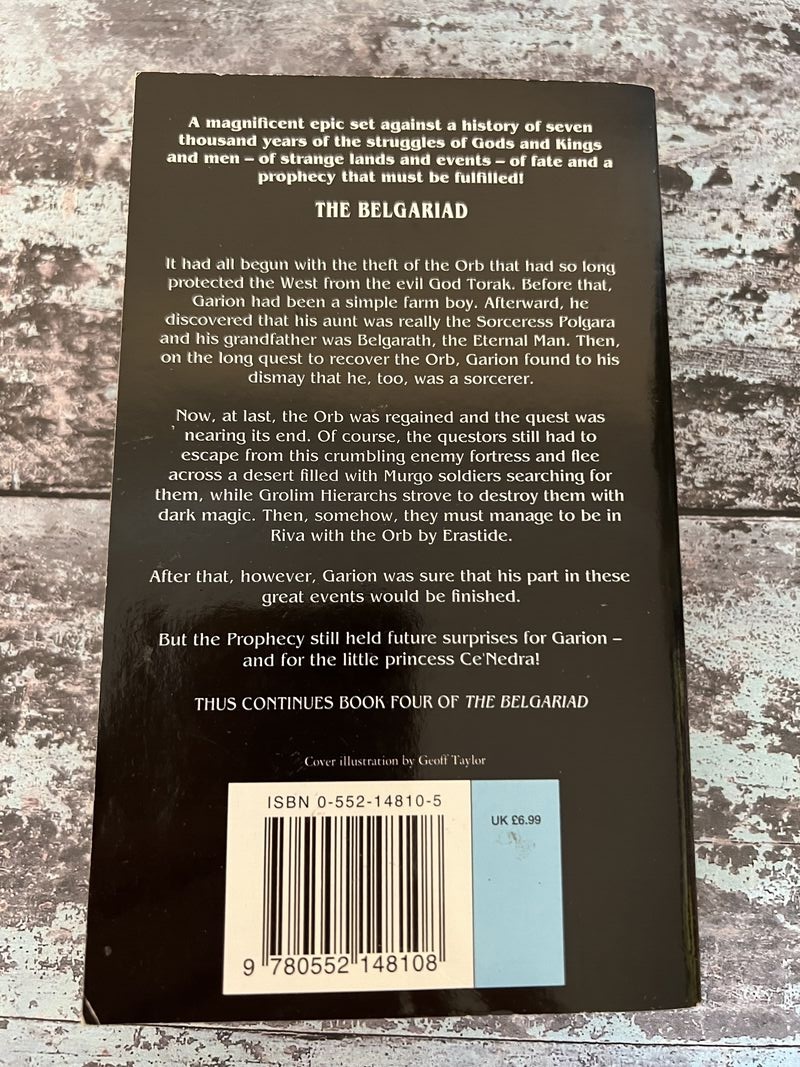 A magnificent epic set against a history of seven
thousand years of the struggles of Gods and Kings
and men – of strange lands and events – of fate and a
prophecy that must be fulfilled!
THE BELGARIAD
It had all begun with the theft of the Orb that had so long
protected the West from the evil God Torak. Before that,
Garion had been a simple farm boy. Afterward, he
discovered that his aunt was really the Sorceress Polgara
and his grandfather was Belgarath, the Eternal Man. Then,
on the long quest to recover the Orb, Garion found to his
dismay that he, too, was a sorcerer.
Now, at last, the Orb was regained and the quest was
nearing its end. Of course, the questors still had to
escape from this crumbling enemy fortress and flee
across a desert filled with Murgo soldiers searching for
them, while Grolim Hierarchs strove to destroy them with
dark magic. Then, somehow, they must manage to be in
Riva with the Orb by Erastide.
After that, however, Garion was sure that his part in these
great events would be finished.
But the Prophecy still held future surprises for Garion –
and for the little princess Ce'Nedra!
THUS CONTINUES BOOK FOUR OF THE BELGARIAD
Cover illustration by Geoff Taylor
ISBN 0-552-14810-5
UK £6.99
9 780552 148108